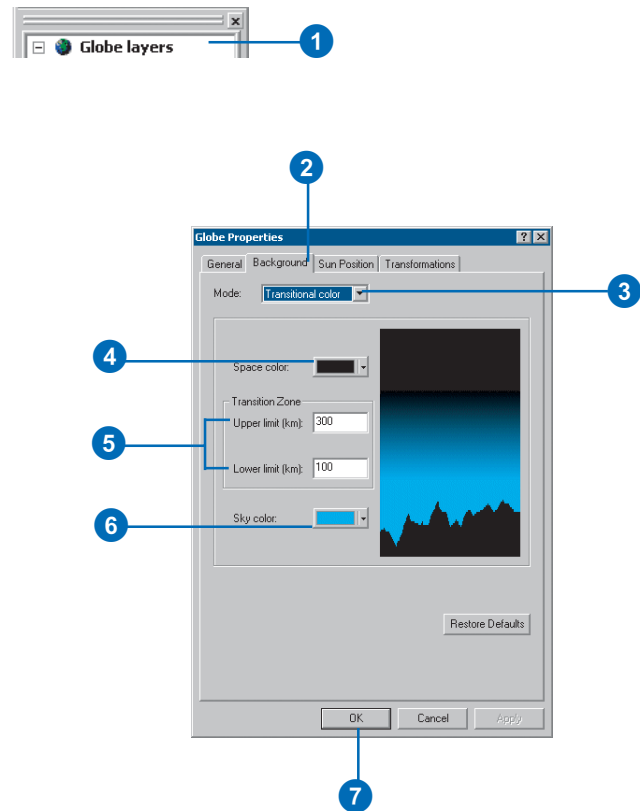 Globe layers
1
2
Globe Properties
General Background Sun Position Transformations
Mode: Transitional color
3
4
Space color:
Transition Zone
Upper limit (km): 300
5
Lower limit (km): 100
6
Sky color:
Restore Defaults
OK Cancel Apply
7